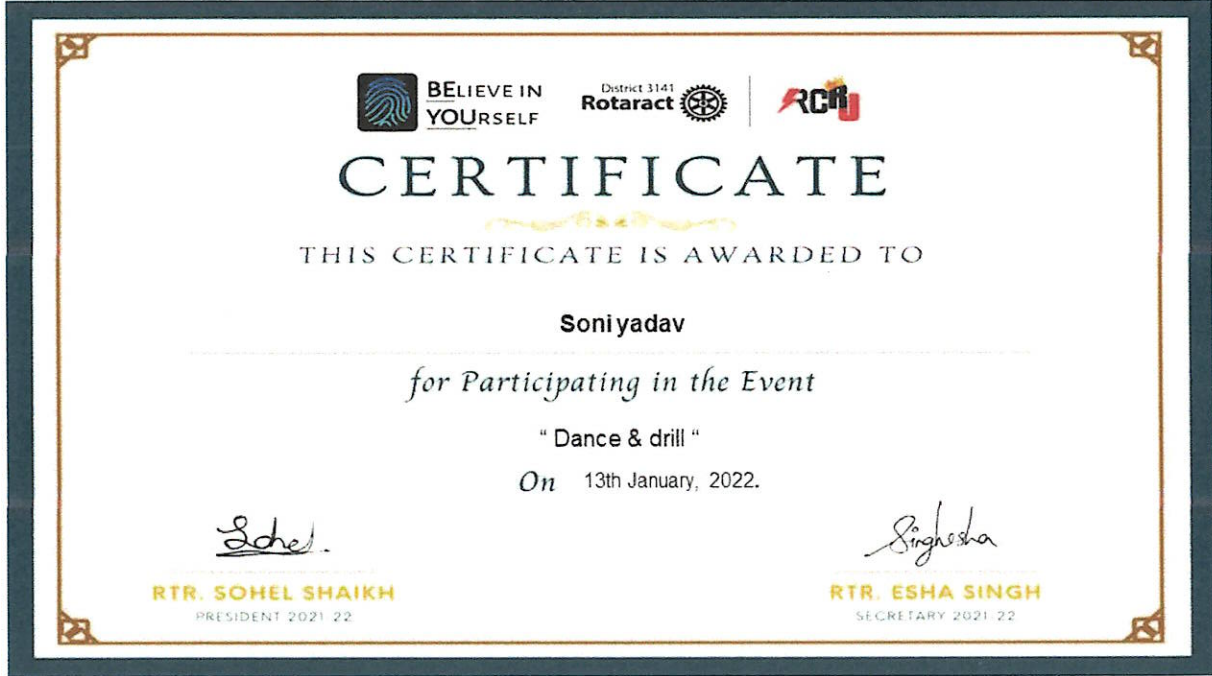 BELIEVE IN
YOURSELF
District 3141
Rotaract
RCRU
CERTIFICATE
THIS CERTIFICATE IS AWARDED TO
Soni yadav
for Participating in the Event
“ Dance & drill “
On 13th January, 2022.
Sohel.
Singhesha
RTR. SOHEL SHAIKH
PRESIDENT 2021-22
RTR. ESHA SINGH
SECRETARY 2021-22